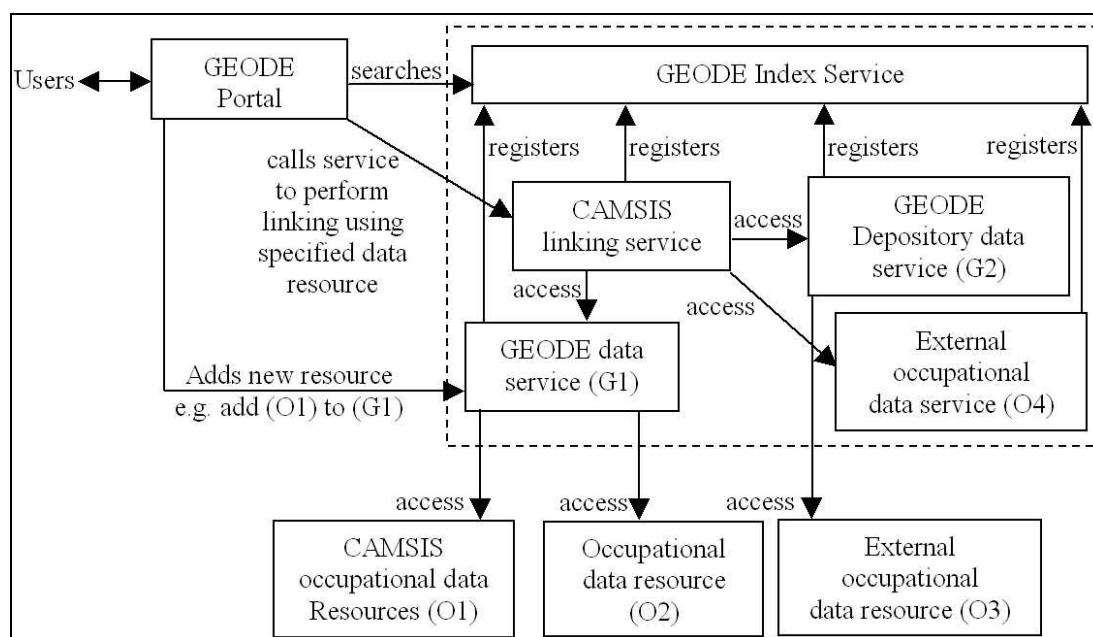 Users
GEODE
Portal
searches
GEODE Index Service
registers
registers
registers
registers
calls service
to perform
linking using
specified data
resource
CAMSIS
linking service
access
GEODE
Depository data
service (G2)
access
access
GEODE data
service (G1)
External
occupational
data service (O4)
Adds new resource
e.g. add (O1) to (G1)
access
access
access
CAMSIS
occupational data
Resources (O1)
Occupational
data resource
(O2)
External
occupational
data resource (O3)